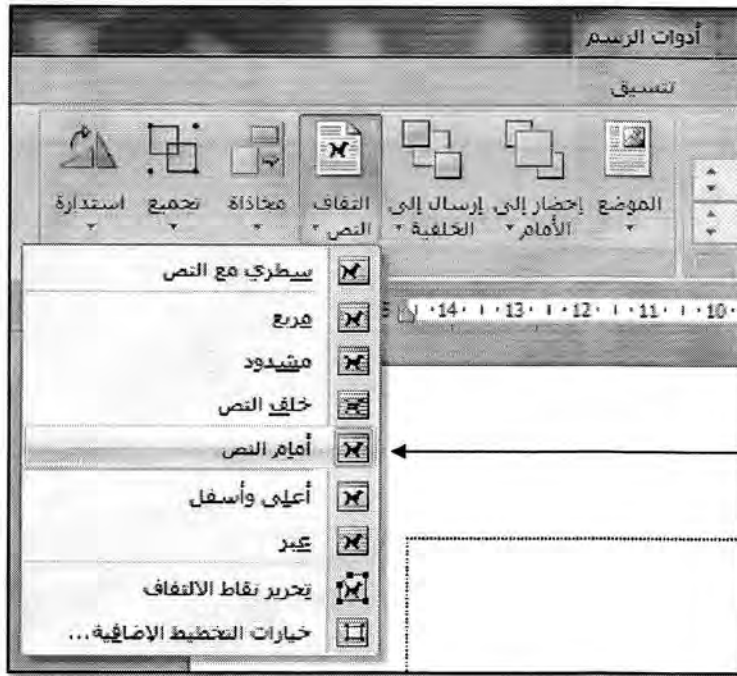 أدوات الرسم
تنسيق
الموضع إحضار إلى الأمام إرسال إلى الخلفية التفاف النص محاذاة تجميع استدارة
سطري مع النص
·14· ı ·13· ı ·12· ı ·11· ı ·10·
مربع
مشدود
خلف النص
أمام النص
أعلى وأسفل
عبر
تحرير نقاط الالتفاف
خيارات التخطيط الإضافية...